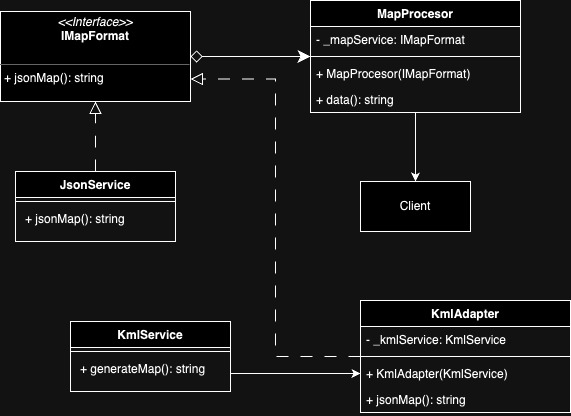 <<Interface>>
IMapFormat
+ jsonMap(): string
MapProcesor
- _mapService: IMapFormat
+ MapProcesor(IMapFormat)
+ data(): string
JsonService
+ jsonMap(): string
Client
KmlService
+ generateMap(): string
KmlAdapter
- _kmlService: KmlService
+ KmlAdapter(KmlService)
+ jsonMap(): string